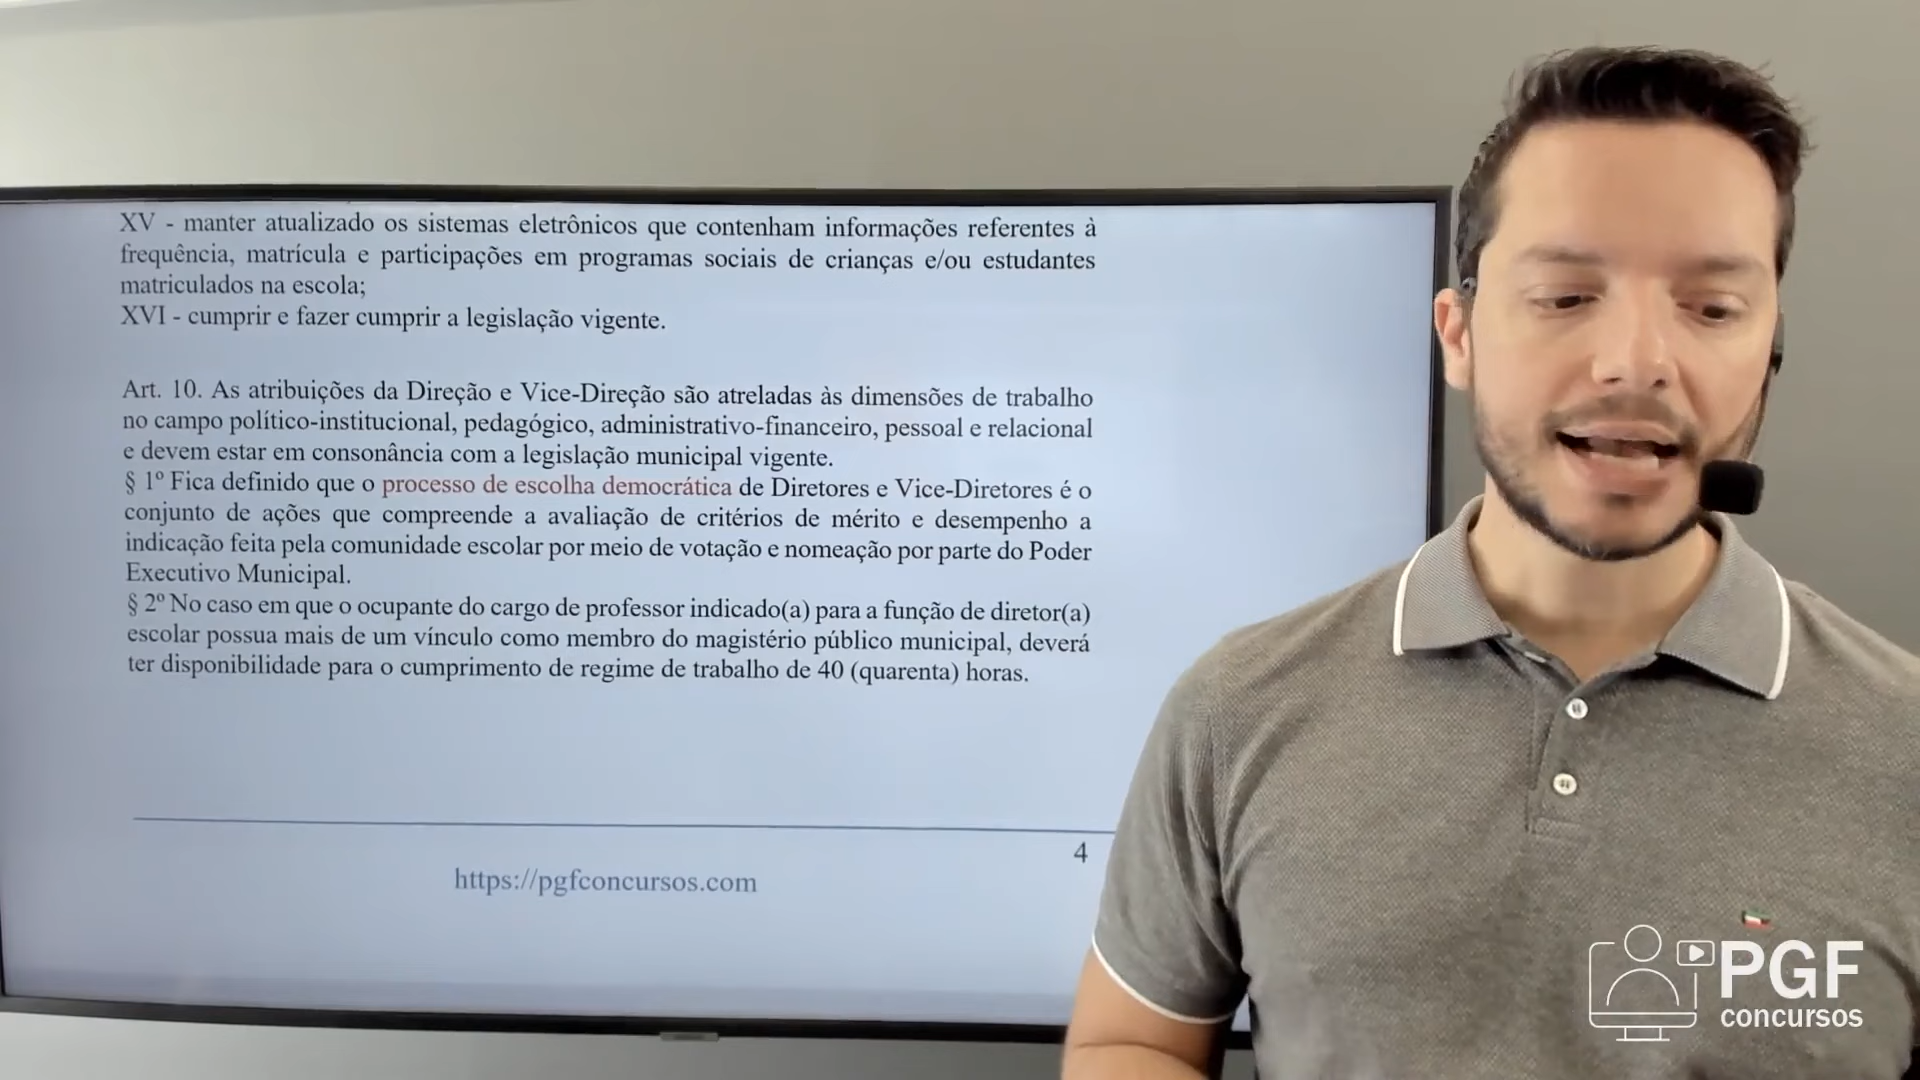 XV - manter atualizado os sistemas eletrônicos que contenham informações referentes à
frequência, matrícula e participações em programas sociais de crianças e/ou estudantes
matriculados na escola;
XVI - cumprir e fazer cumprir a legislação vigente.
Art. 10. As atribuições da Direção e Vice-Direção são atreladas às dimensões de trabalho
no campo político-institucional, pedagógico, administrativo-financeiro, pessoal e relacional
e devem estar em consonância com a legislação municipal vigente.
§ 1º Fica definido que o processo de escolha democrática de Diretores e Vice-Diretores é o
conjunto de ações que compreende a avaliação de critérios de mérito e desempenho a
indicação feita pela comunidade escolar por meio de votação e nomeação por parte do Poder
Executivo Municipal.
§ 2º No caso em que o ocupante do cargo de professor indicado(a) para a função de diretor(a)
escolar possua mais de um vínculo como membro do magistério público municipal, deverá
ter disponibilidade para o cumprimento de regime de trabalho de 40 (quarenta) horas.
4
https://pgfconcursos.com
PGF
concursos